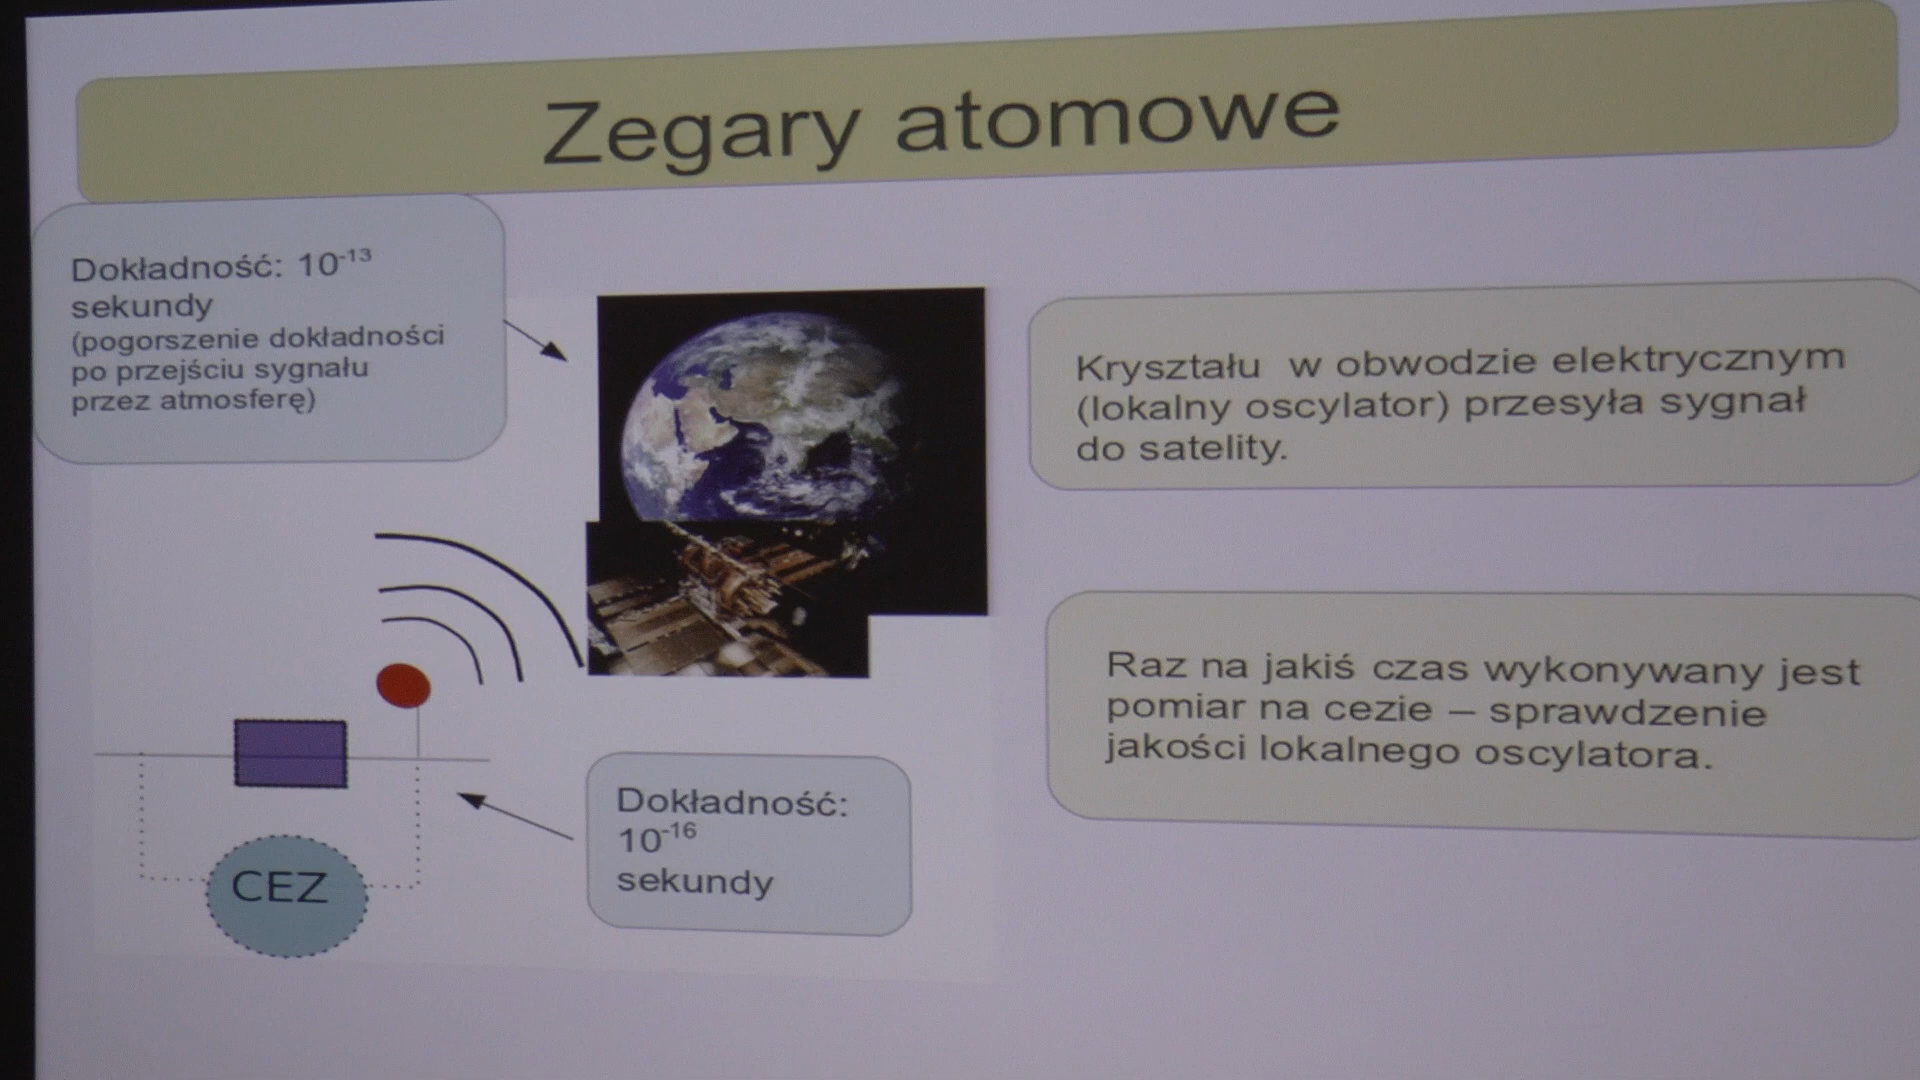 Zegary atomowe
Dokładność: 10⁻¹³
sekundy
(pogorszenie dokładności
po przejściu sygnału
przez atmosferę)
Kryształu w obwodzie elektrycznym
(lokalny oscylator) przesyła sygnał
do satelity.
Raz na jakiś czas wykonywany jest
pomiar na cezie – sprawdzenie
jakości lokalnego oscylatora.
Dokładność:
10⁻¹⁶
sekundy
CEZ